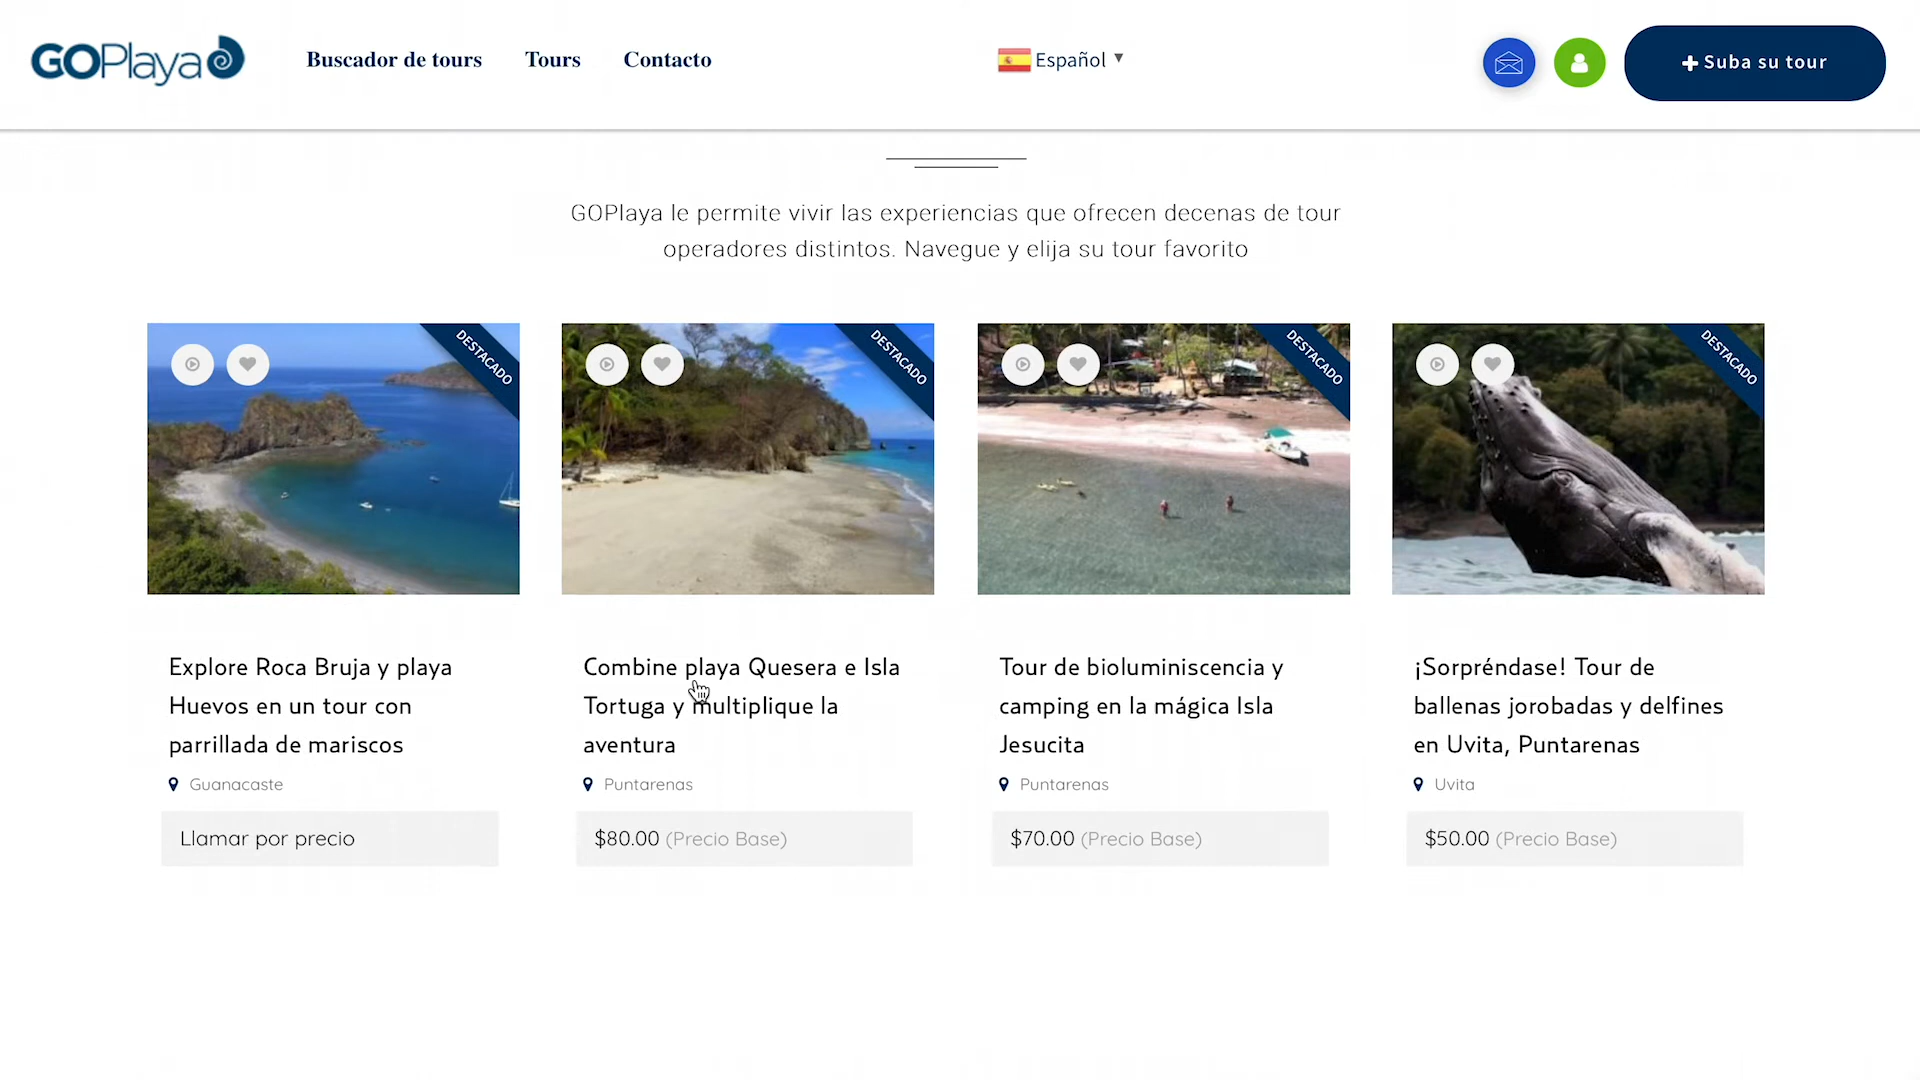 GOPlaya
Buscador de tours
Tours
Contacto
Español
Suba su tour
GOPlaya le permite vivir las experiencias que ofrecen decenas de tour
operadores distintos. Navegue y elija su tour favorito
DESTACADO
DESTACADO
DESTACADO
DESTACADO
Explore Roca Bruja y playa
Huevos en un tour con
parrillada de mariscos
Guanacaste
Llamar por precio
Combine playa Quesera e Isla
Tortuga y multiplique la
aventura
Puntarenas
$80.00 (Precio Base)
Tour de bioluminiscencia y
camping en la mágica Isla
Jesucita
Puntarenas
$70.00 (Precio Base)
¡Sorpréndase! Tour de
ballenas jorobadas y delfines
en Uvita, Puntarenas
Uvita
$50.00 (Precio Base)